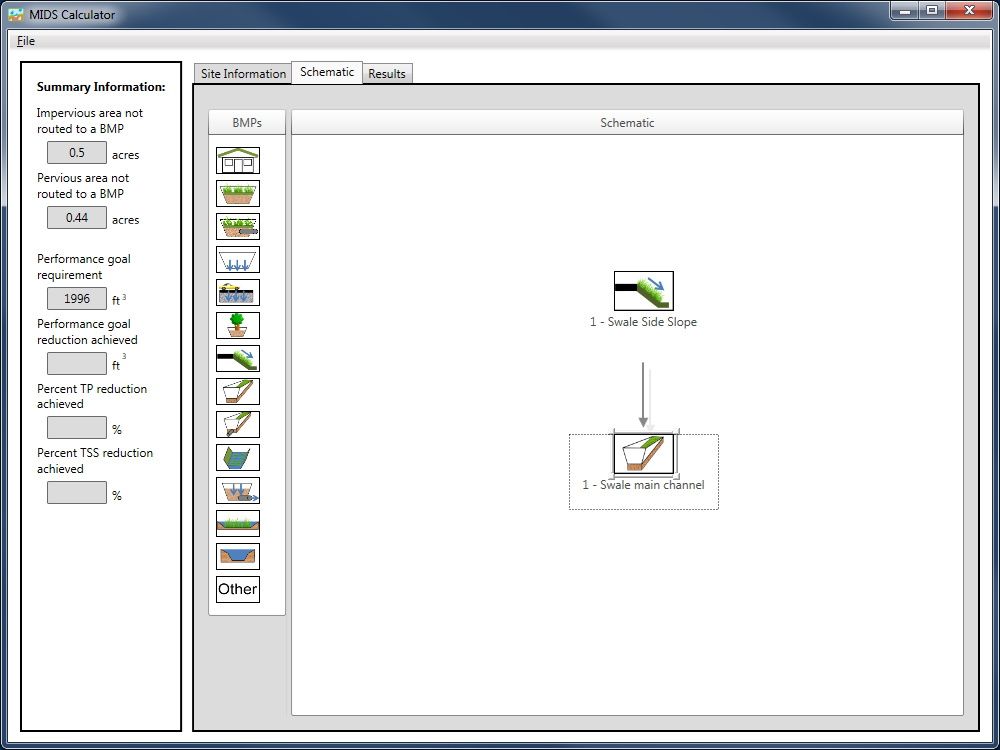 MIDS Calculator
File
Summary Information:
Impervious area not
routed to a BMP
0.5 acres
Pervious area not
routed to a BMP
0.44 acres
Performance goal
requirement
1996 ft 3
Performance goal
reduction achieved
ft 3
Percent TP reduction
achieved
%
Percent TSS reduction
achieved
%
Site Information Schematic Results
BMPs
Other
Schematic
1 - Swale Side Slope
1 - Swale main channel